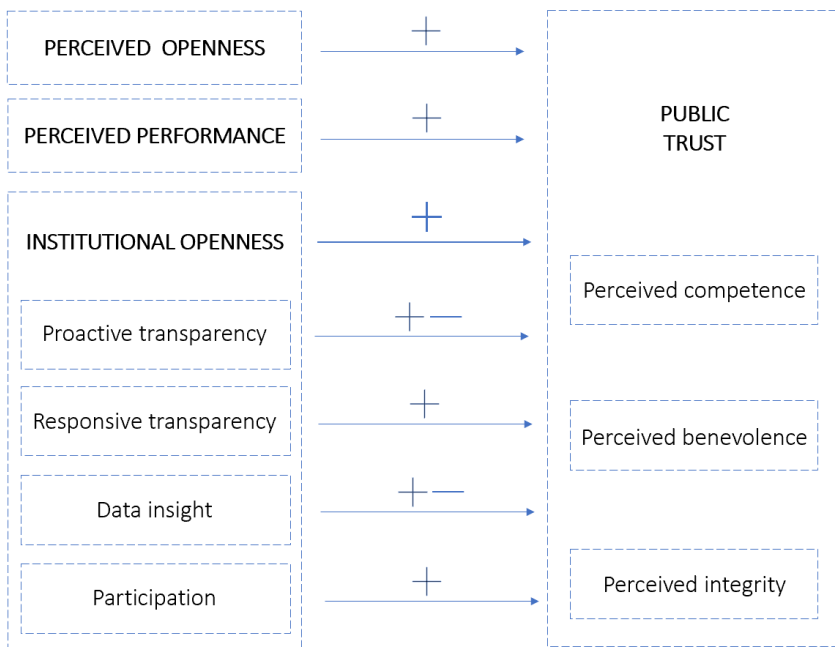 PERCEIVED OPENNESS
+
PERCEIVED PERFORMANCE
+
PUBLIC
TRUST
INSTITUTIONAL OPENNESS
+
Perceived competence
Proactive transparency
+ —
Responsive transparency
+
Perceived benevolence
Data insight
+ —
Participation
+
Perceived integrity